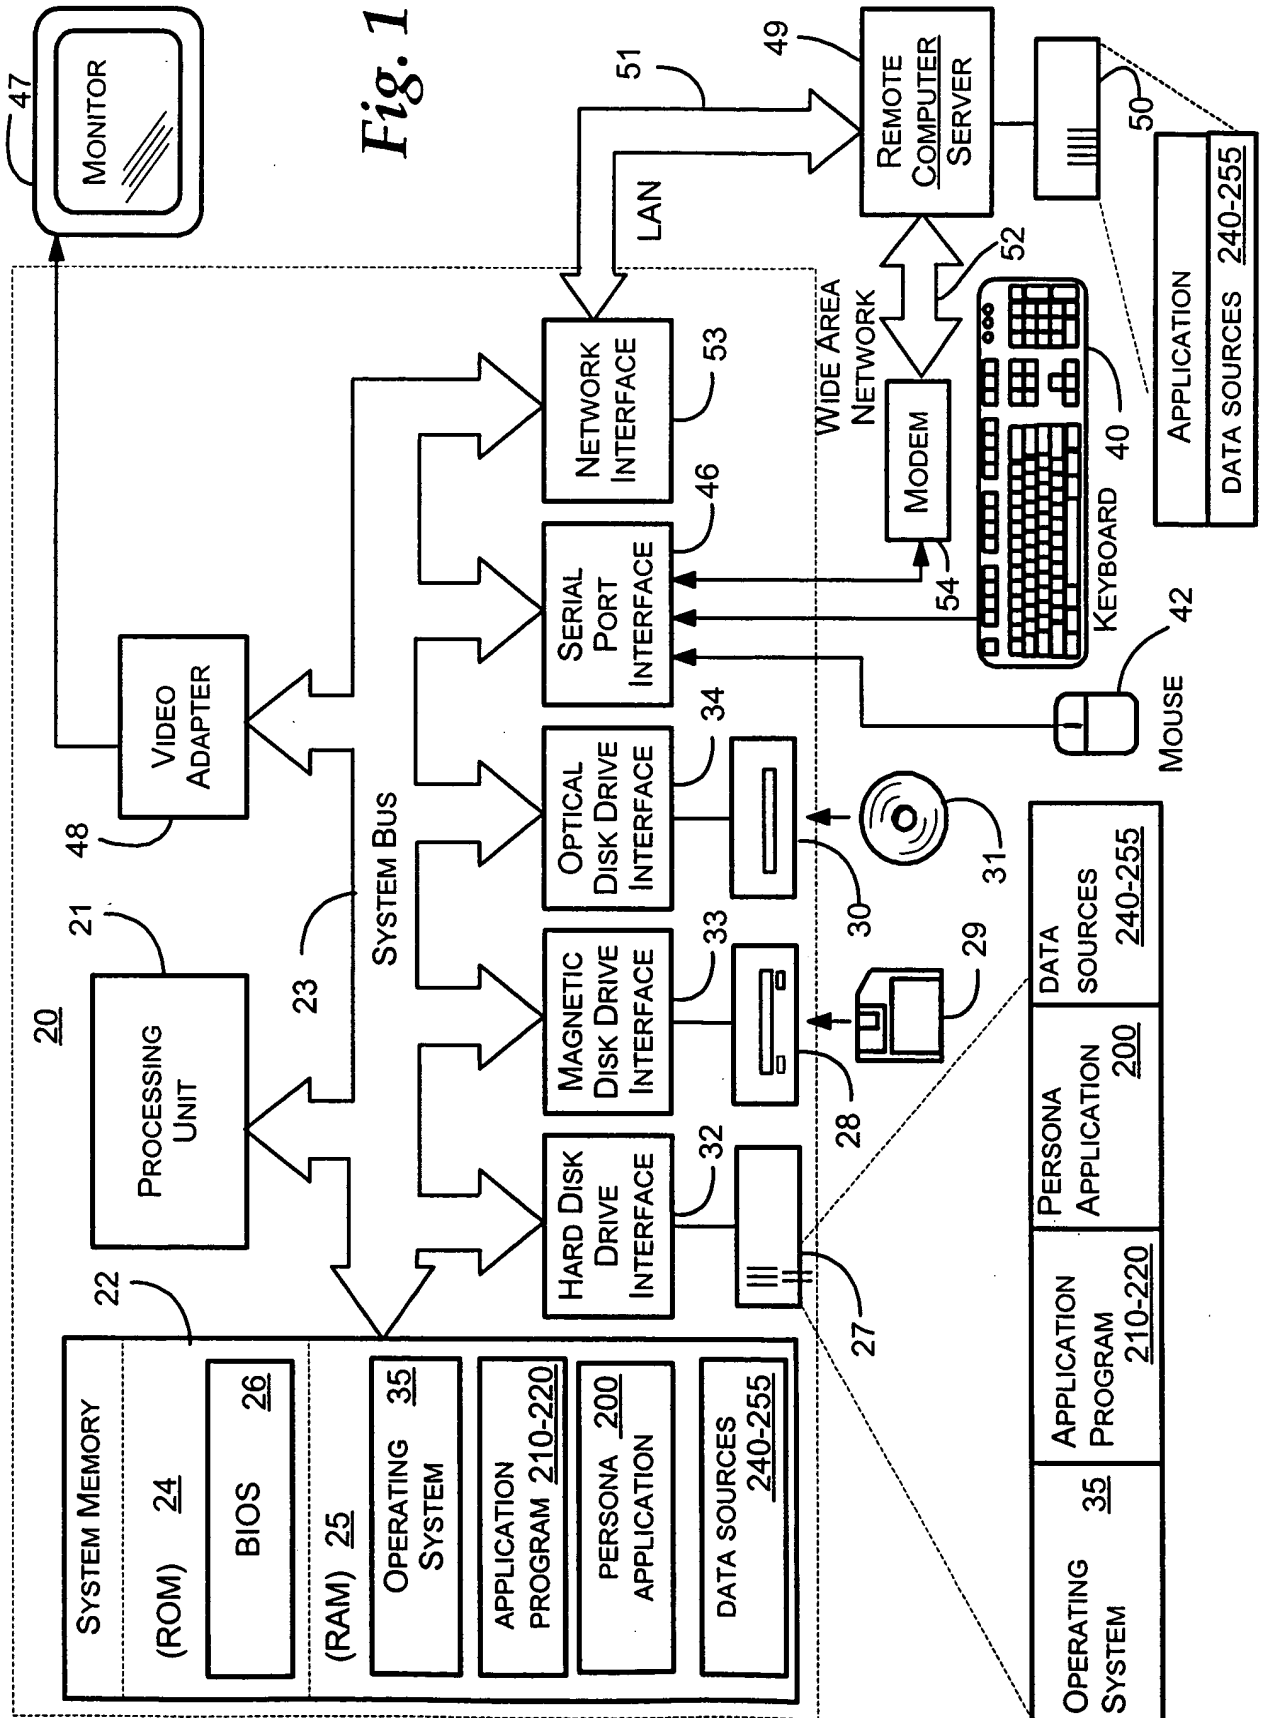 20
SYSTEM MEMORY
(ROM) 24
22
BIOS 26
(RAM) 25
OPERATING 35
SYSTEM
APPLICATION
PROGRAM 210-220
PERSONA 200
APPLICATION
DATA SOURCES
240-255
PROCESSING
UNIT
21
VIDEO
ADAPTER
48
MONITOR
47
23
SYSTEM BUS
HARD DISK
DRIVE
INTERFACE
32
MAGNETIC
DISK DRIVE
INTERFACE
33
OPTICAL
DISK DRIVE
INTERFACE
34
SERIAL
PORT
INTERFACE
46
NETWORK
INTERFACE
53
LAN
51
Fig. 1
27
28
29
30
31
MOUSE
42
KEYBOARD
40
MODEM
54
WIDE AREA
NETWORK
52
REMOTE
COMPUTER
SERVER
49
50
APPLICATION
DATA SOURCES 240-255
OPERATING 35
SYSTEM
APPLICATION
PROGRAM
210-220
PERSONA
APPLICATION
200
DATA
SOURCES
240-255